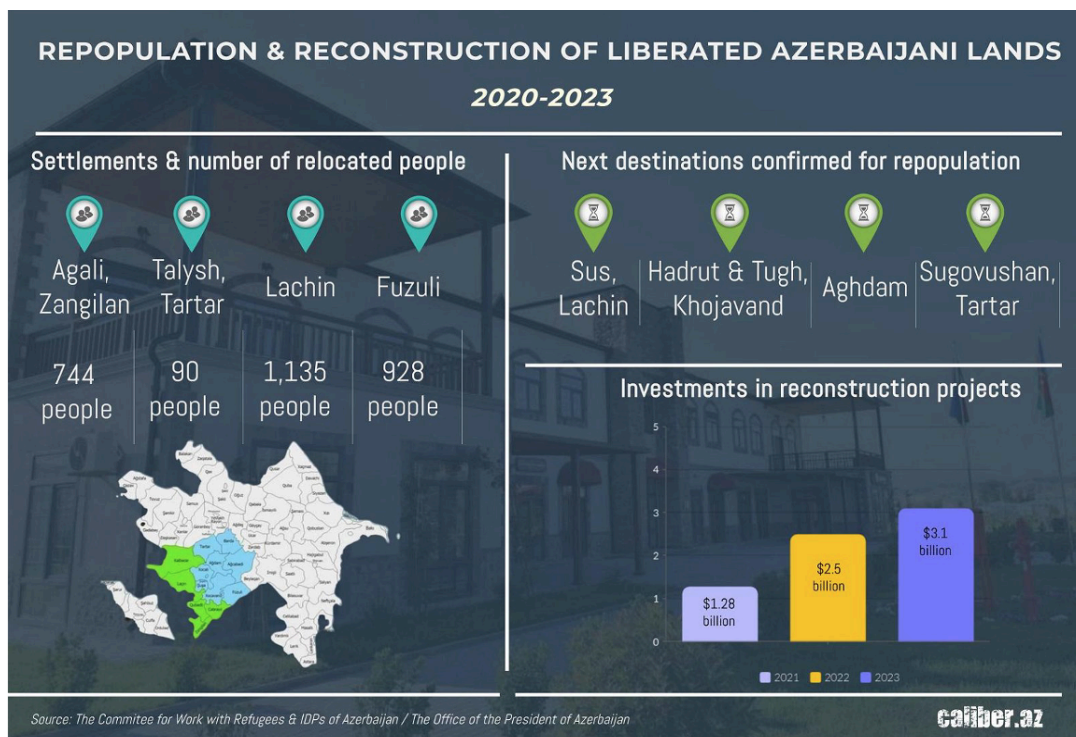 REPOPULATION & RECONSTRUCTION OF LIBERATED AZERBAIJANI LANDS
2020-2023
Settlements & number of relocated people
Agali,
Zangilan
Talysh,
Tartar
Lachin
Fuzuli
744
people
90
people
1,135
people
928
people
Next destinations confirmed for repopulation
Sus,
Lachin
Hadrut & Tugh,
Khojavand
Aghdam
Sugovushan,
Tartar
Investments in reconstruction projects
5
4
3
2
1
0
$1.28
billion
$2.5
billion
$3.1
billion
2021
2022
2023
Source: The Commitee for Work with Refugees & IDPs of Azerbaijan / The Office of the President of Azerbaijan
caliber.az